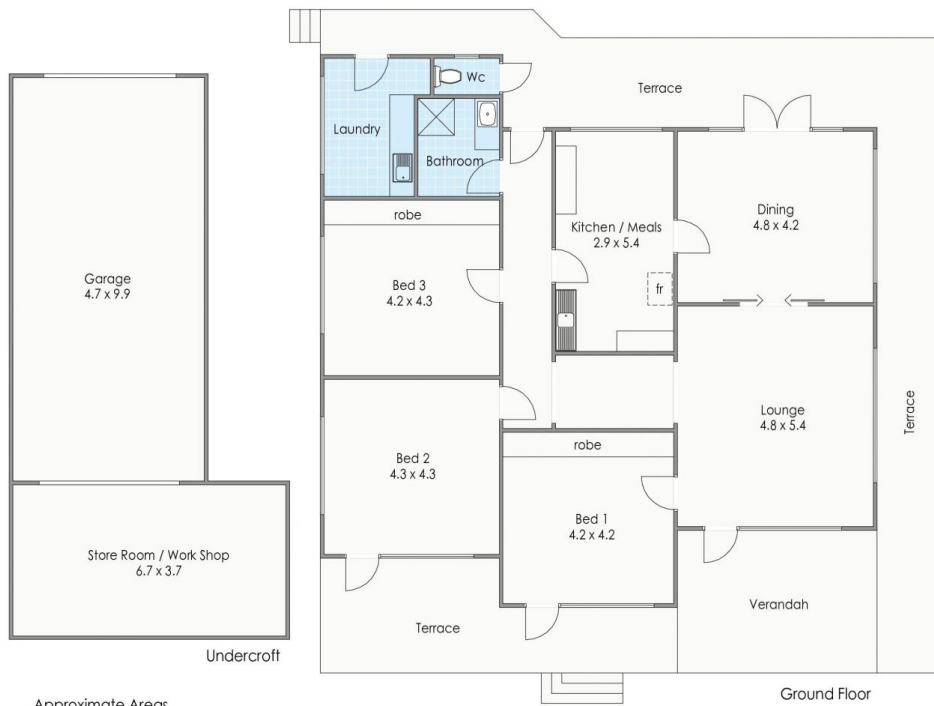 Terrace
Wc
Laundry
Bathroom
robe
Kitchen / Meals
2.9 x 5.4
Dining
4.8 x 4.2
Garage
4.7 x 9.9
Bed 3
4.2 x 4.3
fr
Lounge
4.8 x 5.4
Terrace
robe
Bed 2
4.3 x 4.3
Bed 1
4.2 x 4.2
Store Room / Work Shop
6.7 x 3.7
Terrace
Verandah
Undercroft
Ground Floor
Approximate Areas